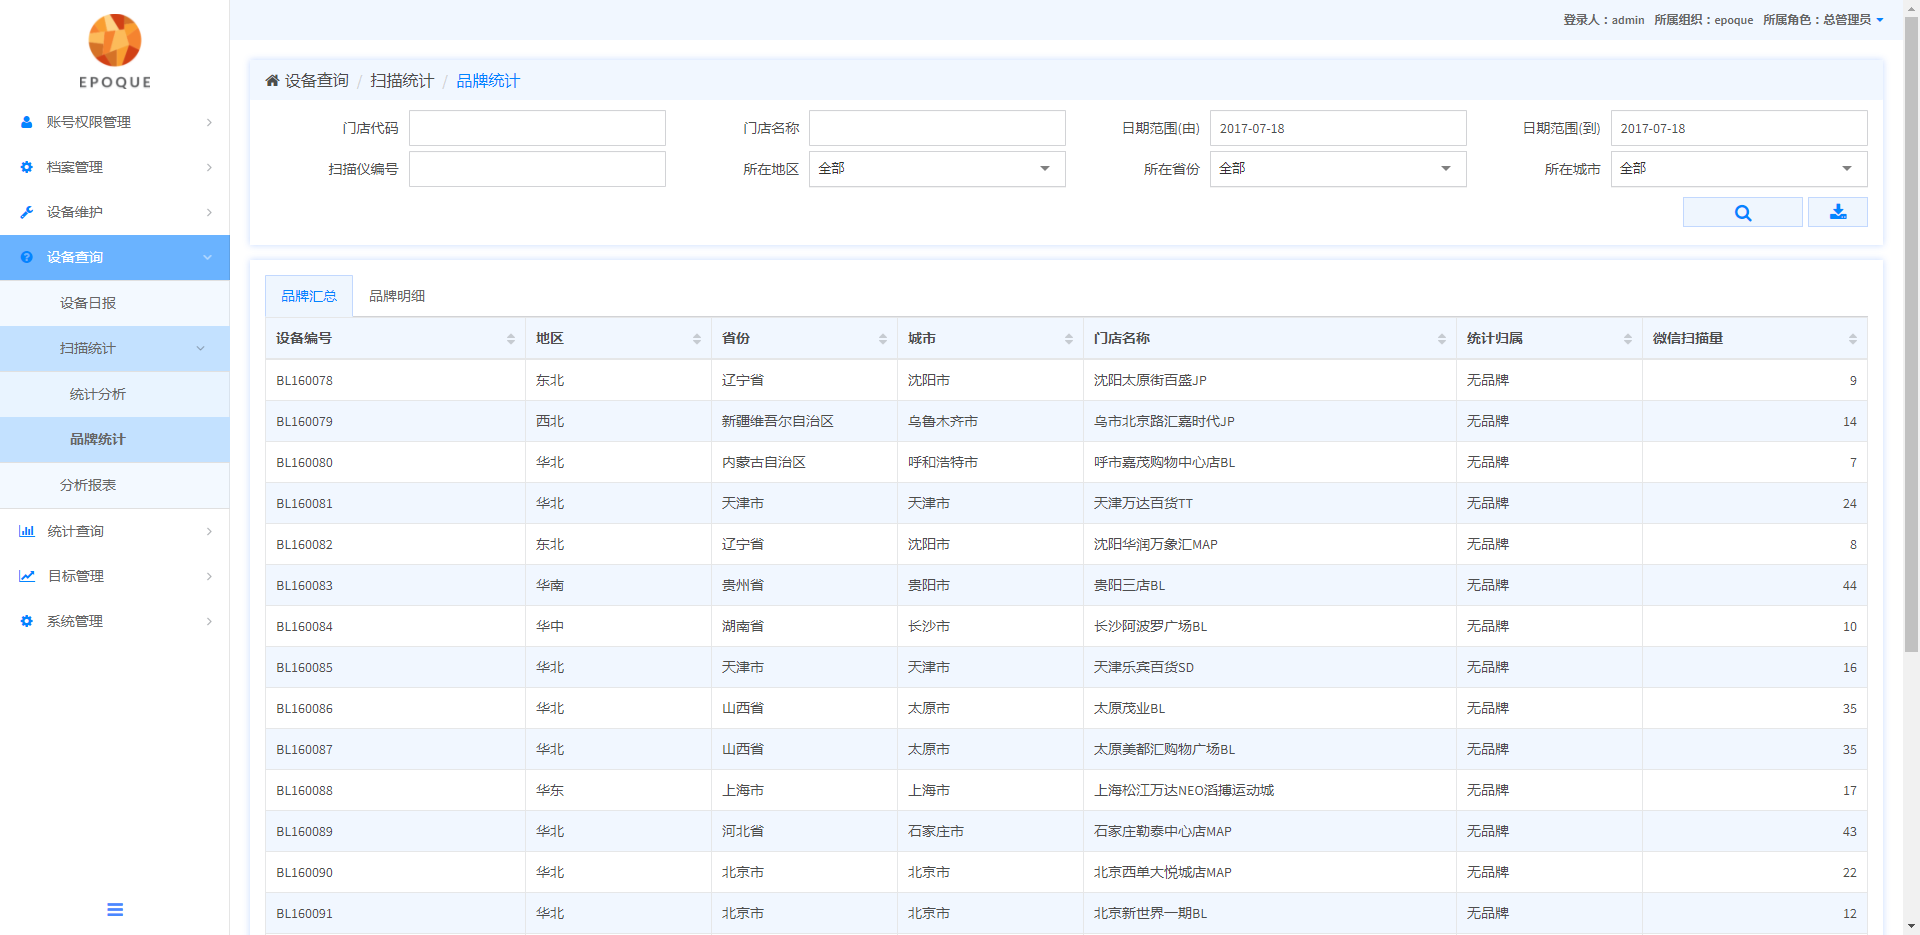 EPOQUE
登录人：admin 所属组织：epoque 所属角色：总管理员
账号权限管理
档案管理
设备维护
设备查询
设备日报
扫描统计
统计分析
品牌统计
分析报表
统计查询
目标管理
系统管理
设备查询 / 扫描统计 / 品牌统计
门店代码 门店名称 日期范围(由) 2017-07-18 日期范围(到) 2017-07-18
扫描仪编号 所在地区 全部 所在省份 全部 所在城市 全部
品牌汇总 品牌明细
设备编号 地区 省份 城市 门店名称 统计归属 微信扫描量
BL160078 东北 辽宁省 沈阳市 沈阳太原街百盛JP 无品牌 9
BL160079 西北 新疆维吾尔自治区 乌鲁木齐市 乌市北京路汇嘉时代JP 无品牌 14
BL160080 华北 内蒙古自治区 呼和浩特市 呼市嘉茂购物中心店BL 无品牌 7
BL160081 华北 天津市 天津市 天津万达百货TT 无品牌 24
BL160082 东北 辽宁省 沈阳市 沈阳华润万象汇MAP 无品牌 8
BL160083 华南 贵州省 贵阳市 贵阳三店BL 无品牌 44
BL160084 华中 湖南省 长沙市 长沙阿波罗广场BL 无品牌 10
BL160085 华北 天津市 天津市 天津乐宾百货SD 无品牌 16
BL160086 华北 山西省 太原市 太原茂业BL 无品牌 35
BL160087 华北 山西省 太原市 太原美都汇购物广场BL 无品牌 35
BL160088 华东 上海市 上海市 上海松江万达NEO滔搏运动城 无品牌 17
BL160089 华北 河北省 石家庄市 石家庄勒泰中心店MAP 无品牌 43
BL160090 华北 北京市 北京市 北京西单大悦城店MAP 无品牌 22
BL160091 华北 北京市 北京市 北京新世界一期BL 无品牌 12